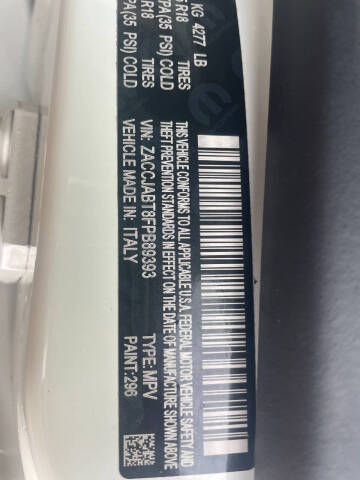 KG 4277 LB
R18 TIRES
PA(35 PSI) COLD
R18 TIRES
PA(35 PSI) COLD
THIS VEHICLE CONFORMS TO ALL APPLICABLE U.S.A. FEDERAL MOTOR VEHICLE SAFETY AND
THEFT PREVENTION STANDARDS IN EFFECT ON THE DATE OF MANUFACTURE SHOWN ABOVE
VIN: ZACCJABT8FPB89393 TYPE: MPV
VEHICLE MADE IN: ITALY PAINT: 296